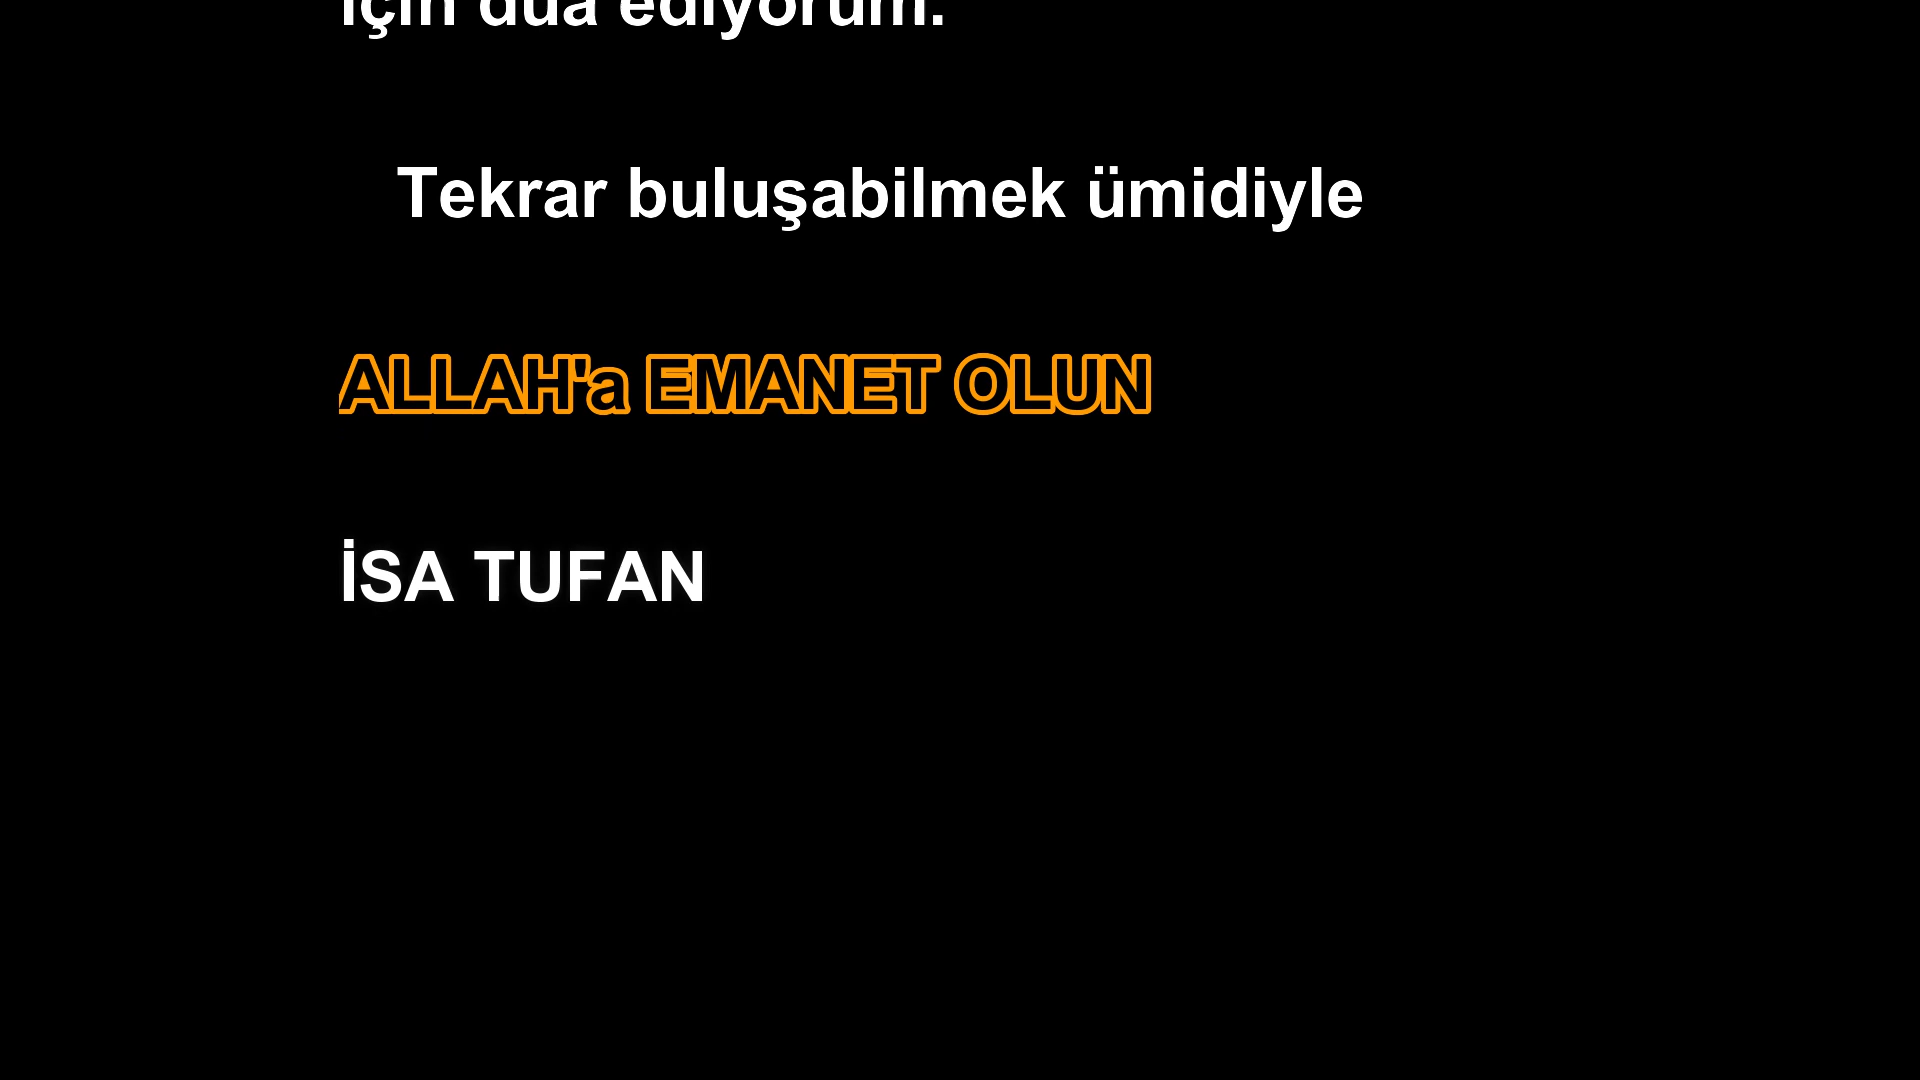 için dua ediyorum.
Tekrar buluşabilmek ümidiyle
ALLAH'a EMANET OLUN
İSA TUFAN